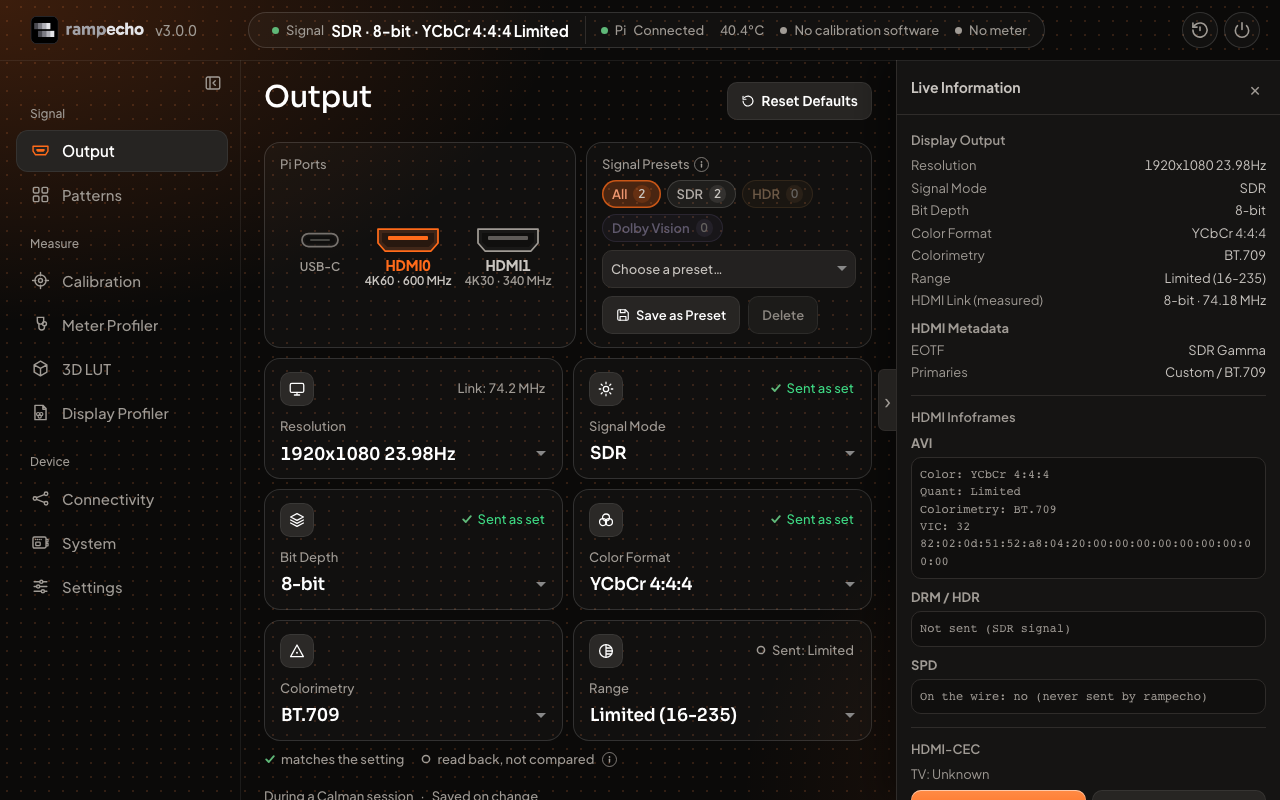 rampecho v3.0.0
Signal SDR · 8-bit · YCbCr 4:4:4 Limited
Pi Connected 40.4°C No calibration software No meter
Signal
Output
Patterns
Measure
Calibration
Meter Profiler
3D LUT
Display Profiler
Device
Connectivity
System
Settings
Output
Reset Defaults
Pi Ports
USB-C
HDMI0
4K60 · 600 MHz
HDMI1
4K30 · 340 MHz
Signal Presets
All 2 SDR 2 HDR 0
Dolby Vision 0
Choose a preset...
Save as Preset Delete
Link: 74.2 MHz
Resolution
1920x1080 23.98Hz
Sent as set
Signal Mode
SDR
Sent as set
Bit Depth
8-bit
Sent as set
Color Format
YCbCr 4:4:4
Colorimetry
BT.709
Sent: Limited
Range
Limited (16-235)
matches the setting read back, not compared
During a Calman session · Saved on change
Live Information
Display Output
Resolution 1920x1080 23.98Hz
Signal Mode SDR
Bit Depth 8-bit
Color Format YCbCr 4:4:4
Colorimetry BT.709
Range Limited (16-235)
HDMI Link (measured) 8-bit · 74.18 MHz
HDMI Metadata
EOTF SDR Gamma
Primaries Custom / BT.709
HDMI Infoframes
AVI
Color: YCbCr 4:4:4
Quant: Limited
Colorimetry: BT.709
VIC: 32
82:02:0d:51:52:a8:04:20:00:00:00:00:00:00:00:0
0:00
DRM / HDR
Not sent (SDR signal)
SPD
On the wire: no (never sent by rampecho)
HDMI-CEC
TV: Unknown